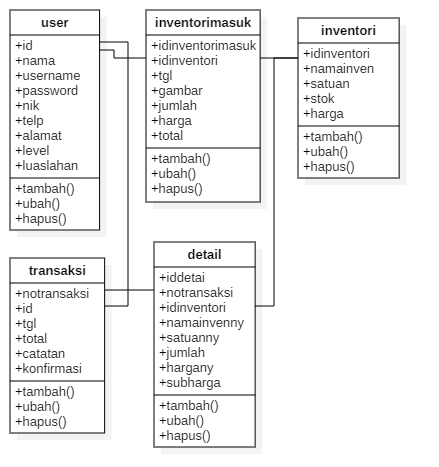 user
+id
+nama
+username
+password
+nik
+telp
+alamat
+level
+luaslahan
+tambah()
+ubah()
+hapus()
inventorimasuk
+idinventorimasuk
+idinventori
+tgl
+gambar
+jumlah
+harga
+total
+tambah()
+ubah()
+hapus()
inventori
+idinventori
+namainven
+satuan
+stok
+harga
+tambah()
+ubah()
+hapus()
transaksi
+notransaksi
+id
+tgl
+total
+catatan
+konfirmasi
+tambah()
+ubah()
+hapus()
detail
+iddetai
+notransaksi
+idinventori
+namainvenny
+satuanny
+jumlah
+hargany
+subharga
+tambah()
+ubah()
+hapus()